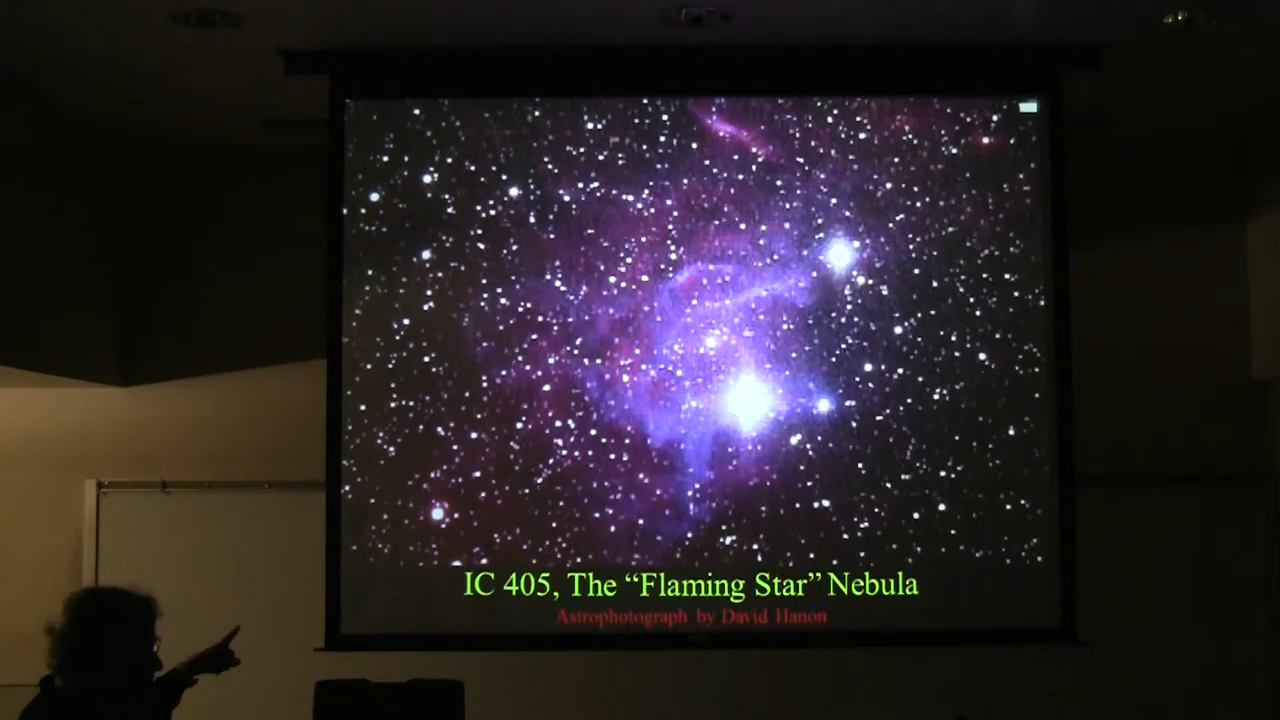 IC 405, The “Flaming Star” Nebula
Astrophotograph by David Hanon